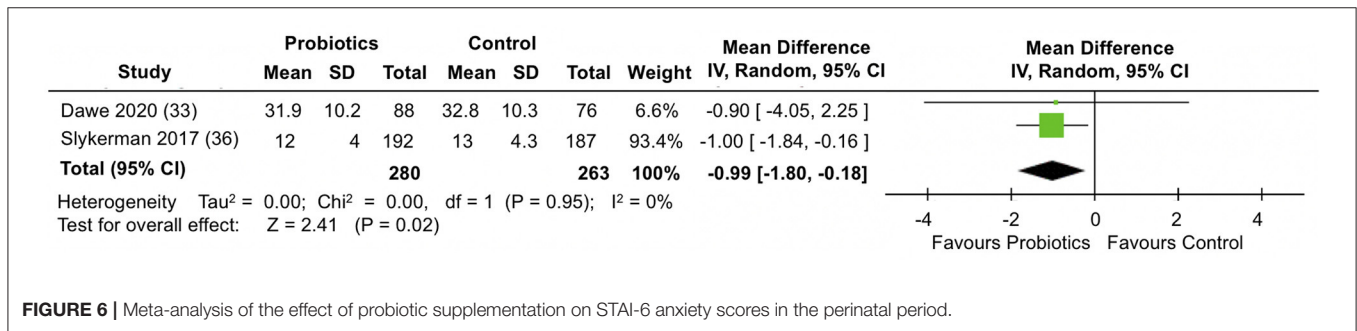 Probiotics Control Mean Difference Mean Difference
Study Mean SD Total Mean SD Total Weight IV, Random, 95% CI IV, Random, 95% CI
Dawe 2020 (33) 31.9 10.2 88 32.8 10.3 76 6.6% -0.90 [ -4.05, 2.25 ]
Slykerman 2017 (36) 12 4 192 13 4.3 187 93.4% -1.00 [ -1.84, -0.16 ]
Total (95% CI) 280 263 100% -0.99 [-1.80, -0.18]
Heterogeneity Tau² = 0.00; Chi² = 0.00, df = 1 (P = 0.95); I² = 0%
Test for overall effect: Z = 2.41 (P = 0.02)
-4 -2 0 2 4
Favours Probiotics Favours Control
FIGURE 6 | Meta-analysis of the effect of probiotic supplementation on STAI-6 anxiety scores in the perinatal period.